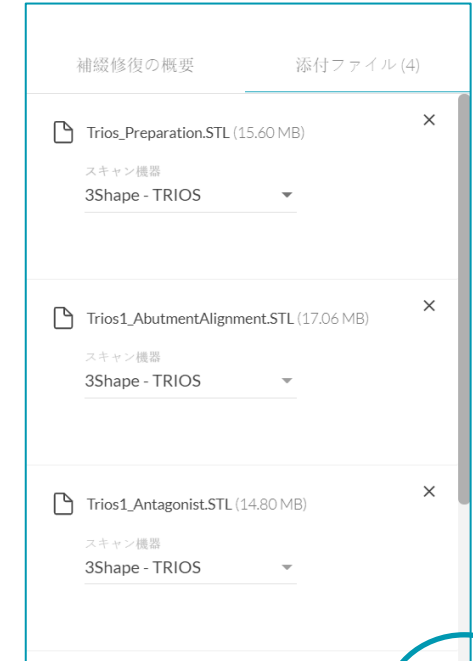 補綴修復の概要 添付ファイル (4)
Trios_Preparation.STL (15.60 MB)
スキャン機器
3Shape - TRIOS
Trios1_AbutmentAlignment.STL (17.06 MB)
スキャン機器
3Shape - TRIOS
Trios1_Antagonist.STL (14.80 MB)
スキャン機器
3Shape - TRIOS